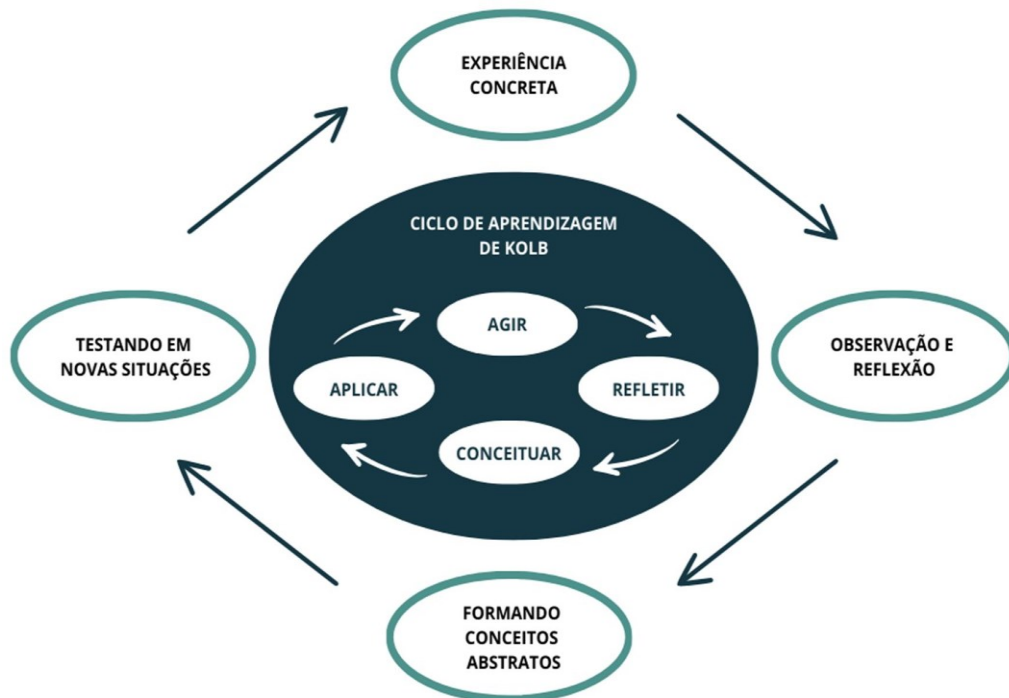 EXPERIÊNCIA
CONCRETA
CICLO DE APRENDIZAGEM
DE KOLB
AGIR
TESTANDO EM
NOVAS SITUAÇÕES
OBSERVAÇÃO E
REFLEXÃO
APLICAR
REFLETIR
CONCEITUAR
FORMANDO
CONCEITOS
ABSTRATOS